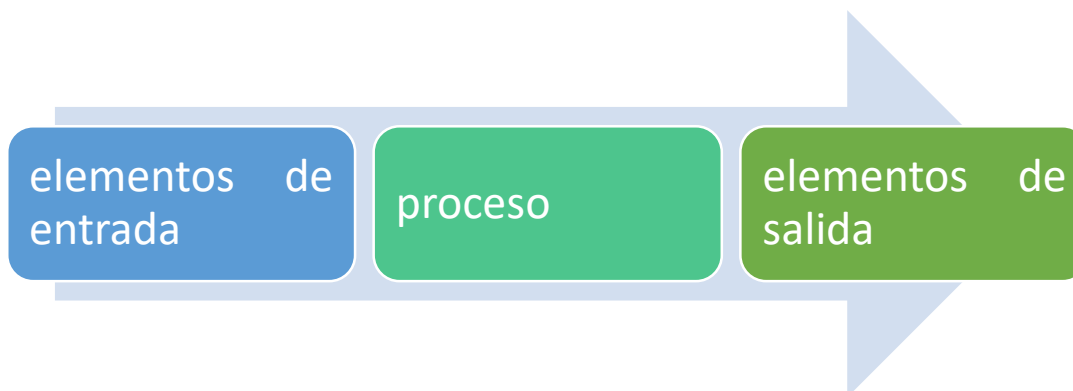 elementos de
entrada
proceso
elementos de
salida